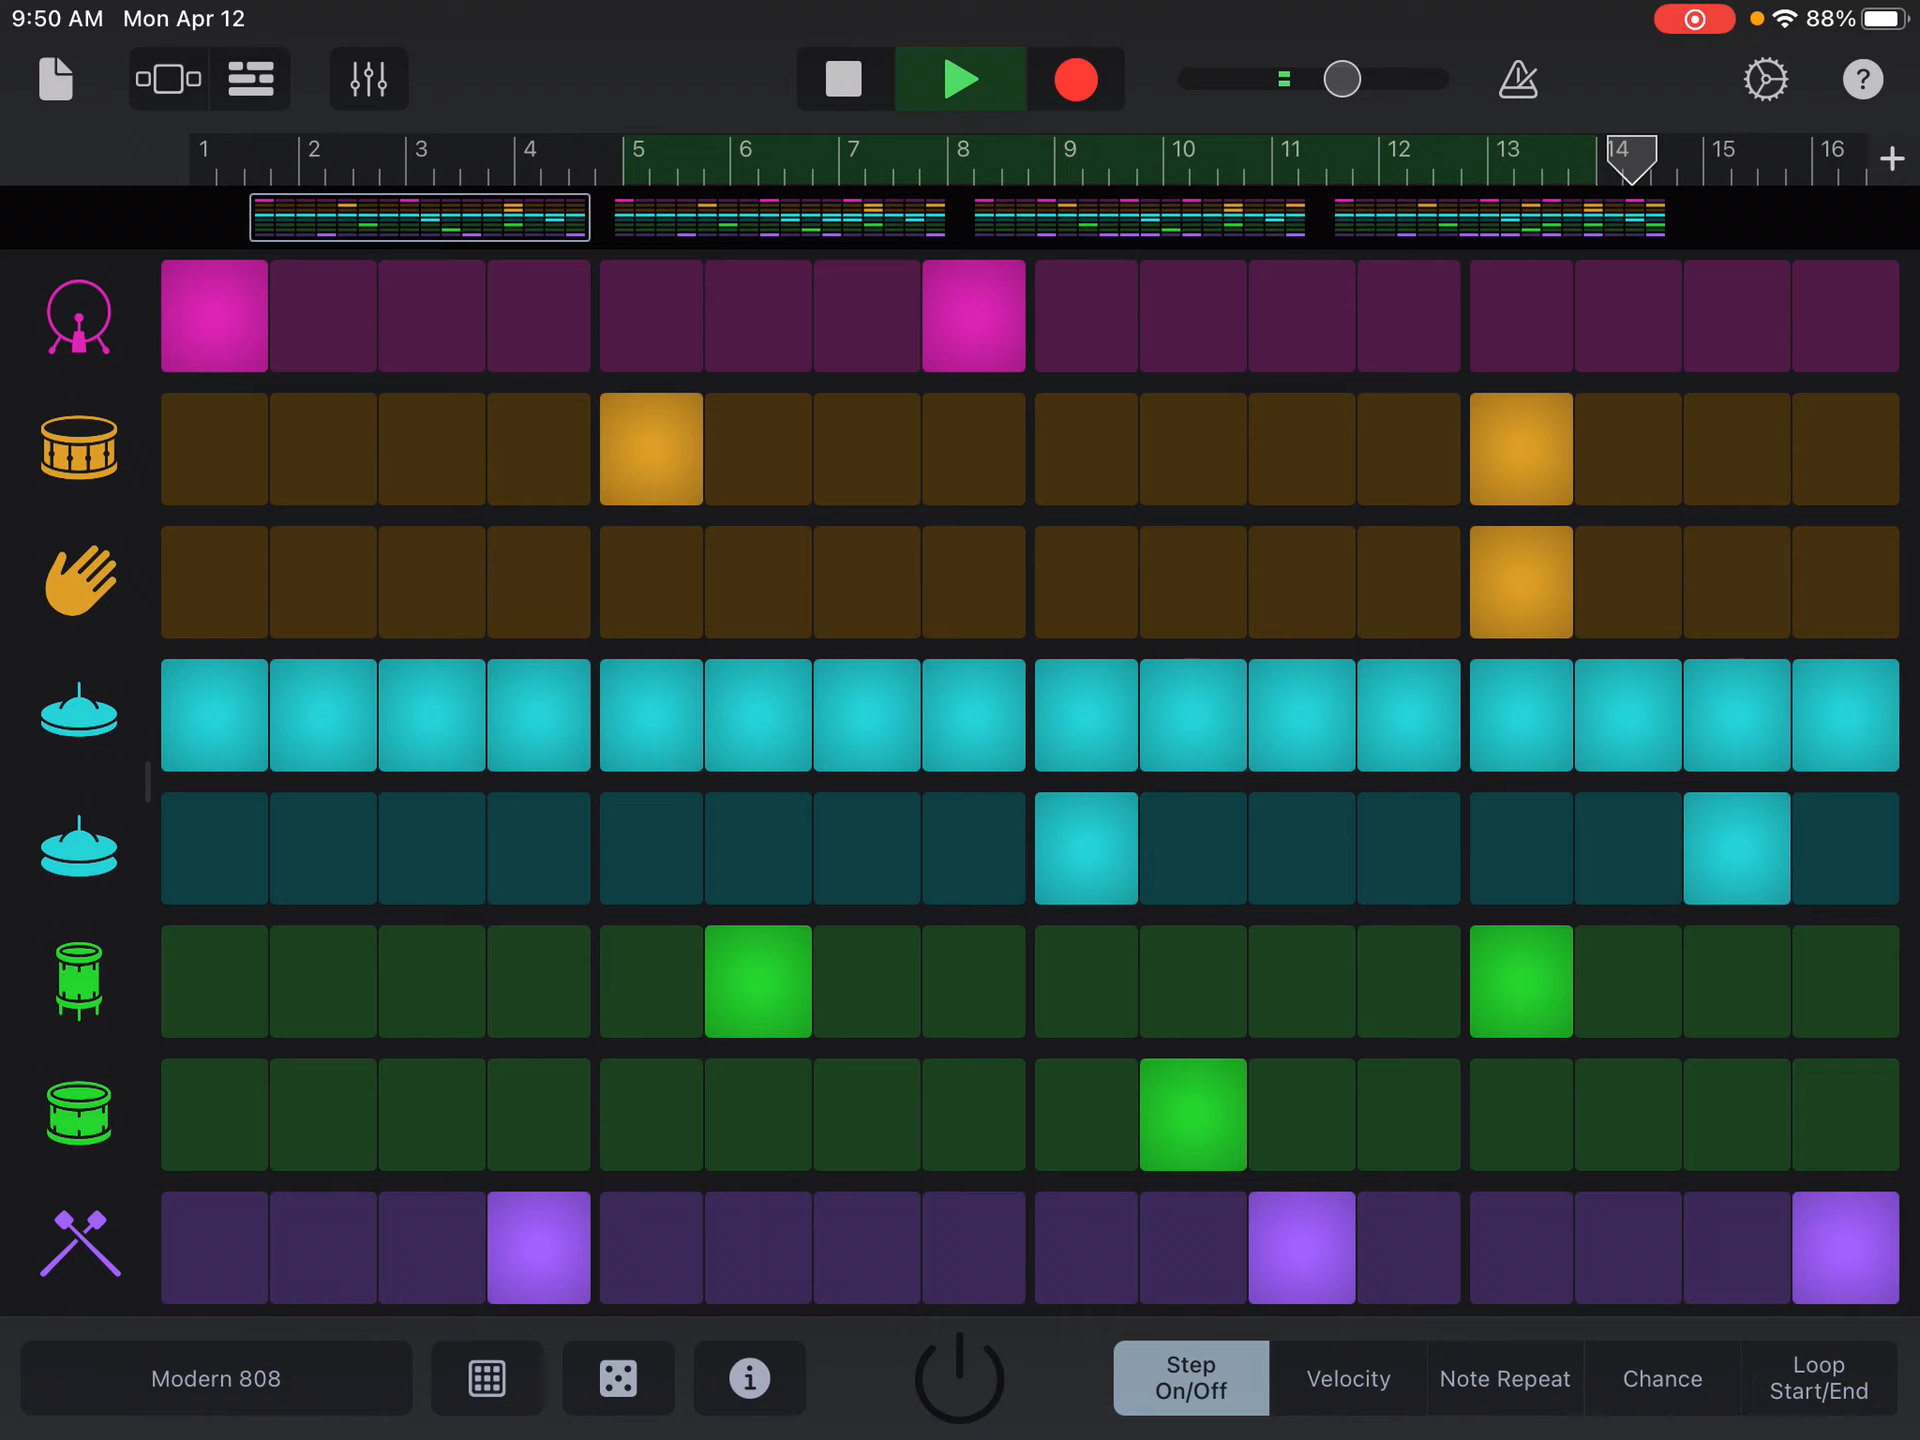 9:50 AM Mon Apr 12 88%
?
1 2 3 4 5 6 7 8 9 10 11 12 13 14 15 16 +
Modern 808
i
Step
On/Off
Velocity
Note Repeat
Chance
Loop
Start/End